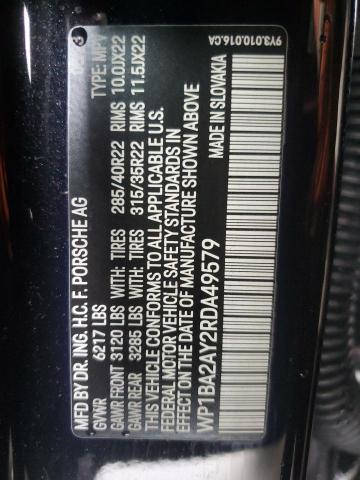 MFD BY DR. ING. H.C. F. PORSCHE AG
GVWR 6217 LBS
GAWR FRONT 3120 LBS WITH: TIRES 285/40R22 RIMS 10.0JX22
GAWR REAR 3285 LBS WITH: TIRES 315/35R22 RIMS 11.5JX22
THIS VEHICLE CONFORMS TO ALL APPLICABLE U.S.
FEDERAL MOTOR VEHICLE SAFETY STANDARDS IN
EFFECT ON THE DATE OF MANUFACTURE SHOWN ABOVE
WP1BA2AY2RDA49579
TYPE: MPV
MADE IN SLOVAKIA
9Y3.010.016.CA